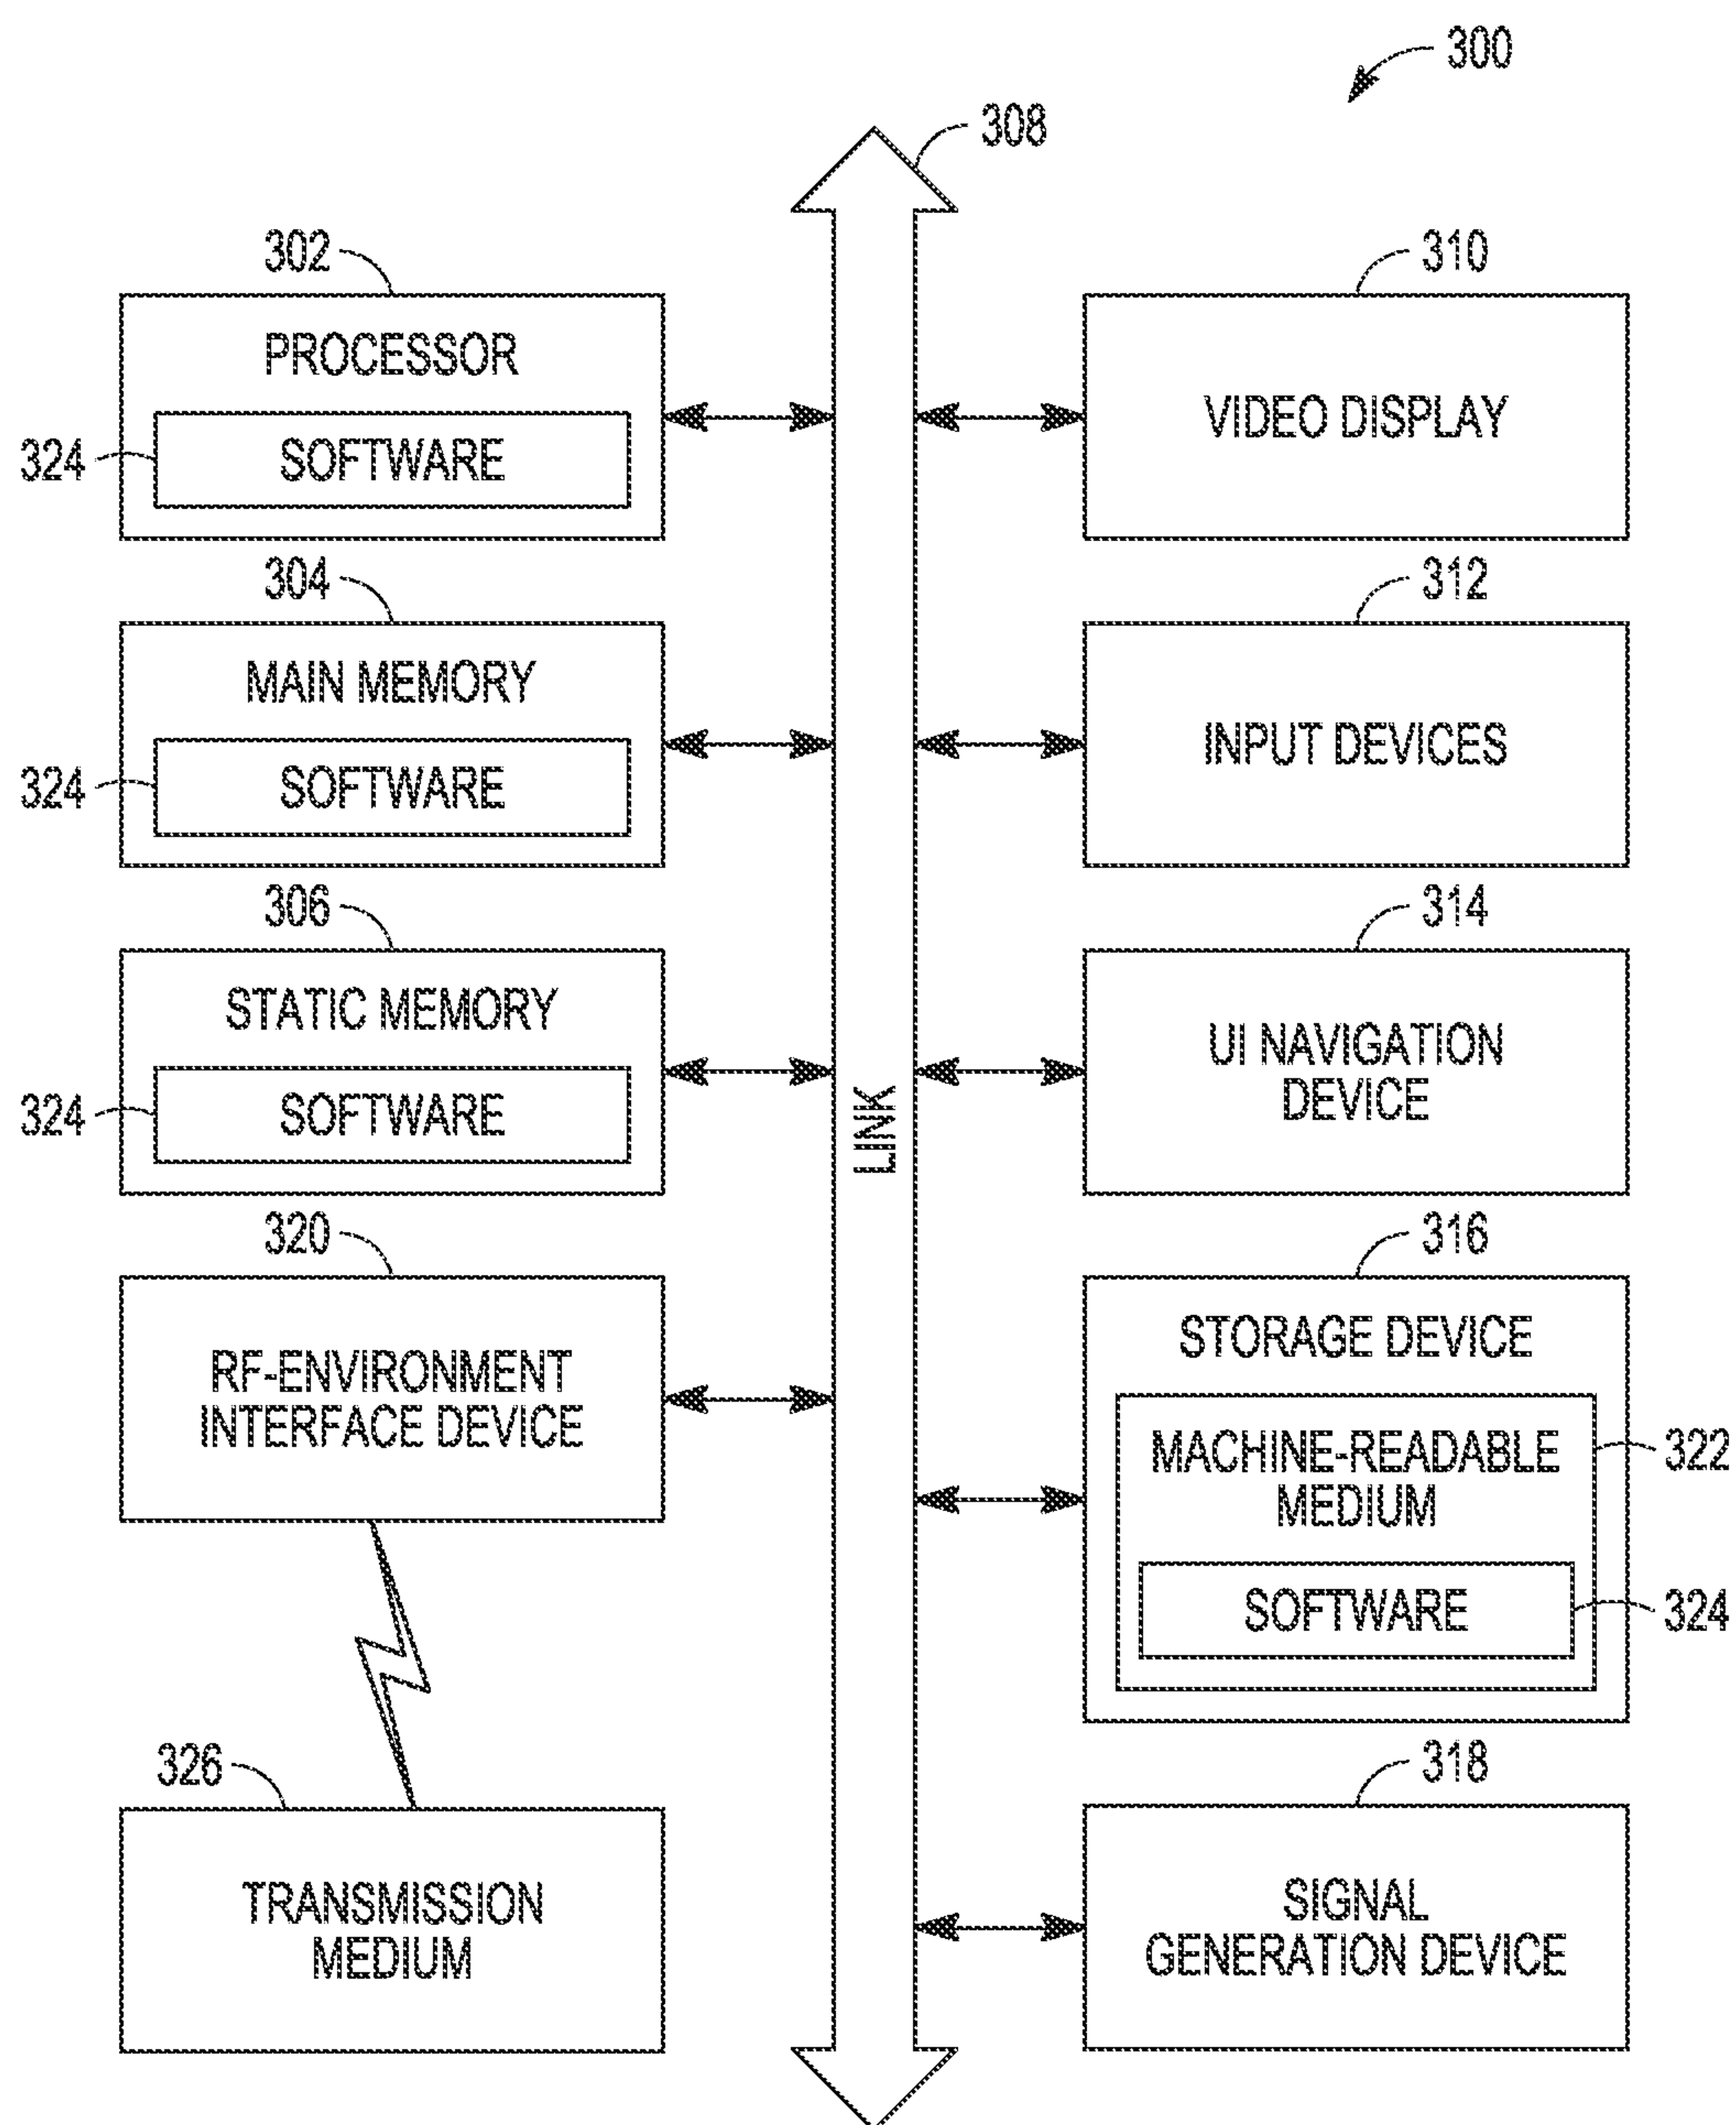 300
308
302
PROCESSOR
324
SOFTWARE
304
MAIN MEMORY
324
SOFTWARE
306
STATIC MEMORY
324
SOFTWARE
320
RF-ENVIRONMENT
INTERFACE DEVICE
326
TRANSMISSION
MEDIUM
LINK
310
VIDEO DISPLAY
312
INPUT DEVICES
314
UI NAVIGATION
DEVICE
316
STORAGE DEVICE
MACHINE-READABLE
MEDIUM
322
SOFTWARE
324
318
SIGNAL
GENERATION DEVICE